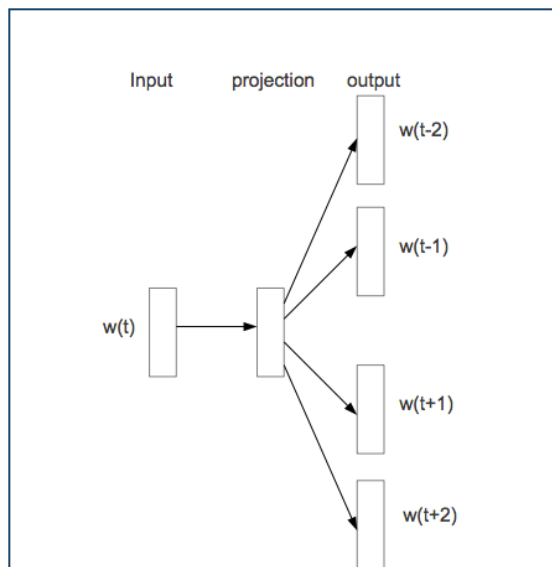 Input projection output
w(t-2)
w(t-1)
w(t)
w(t+1)
w(t+2)